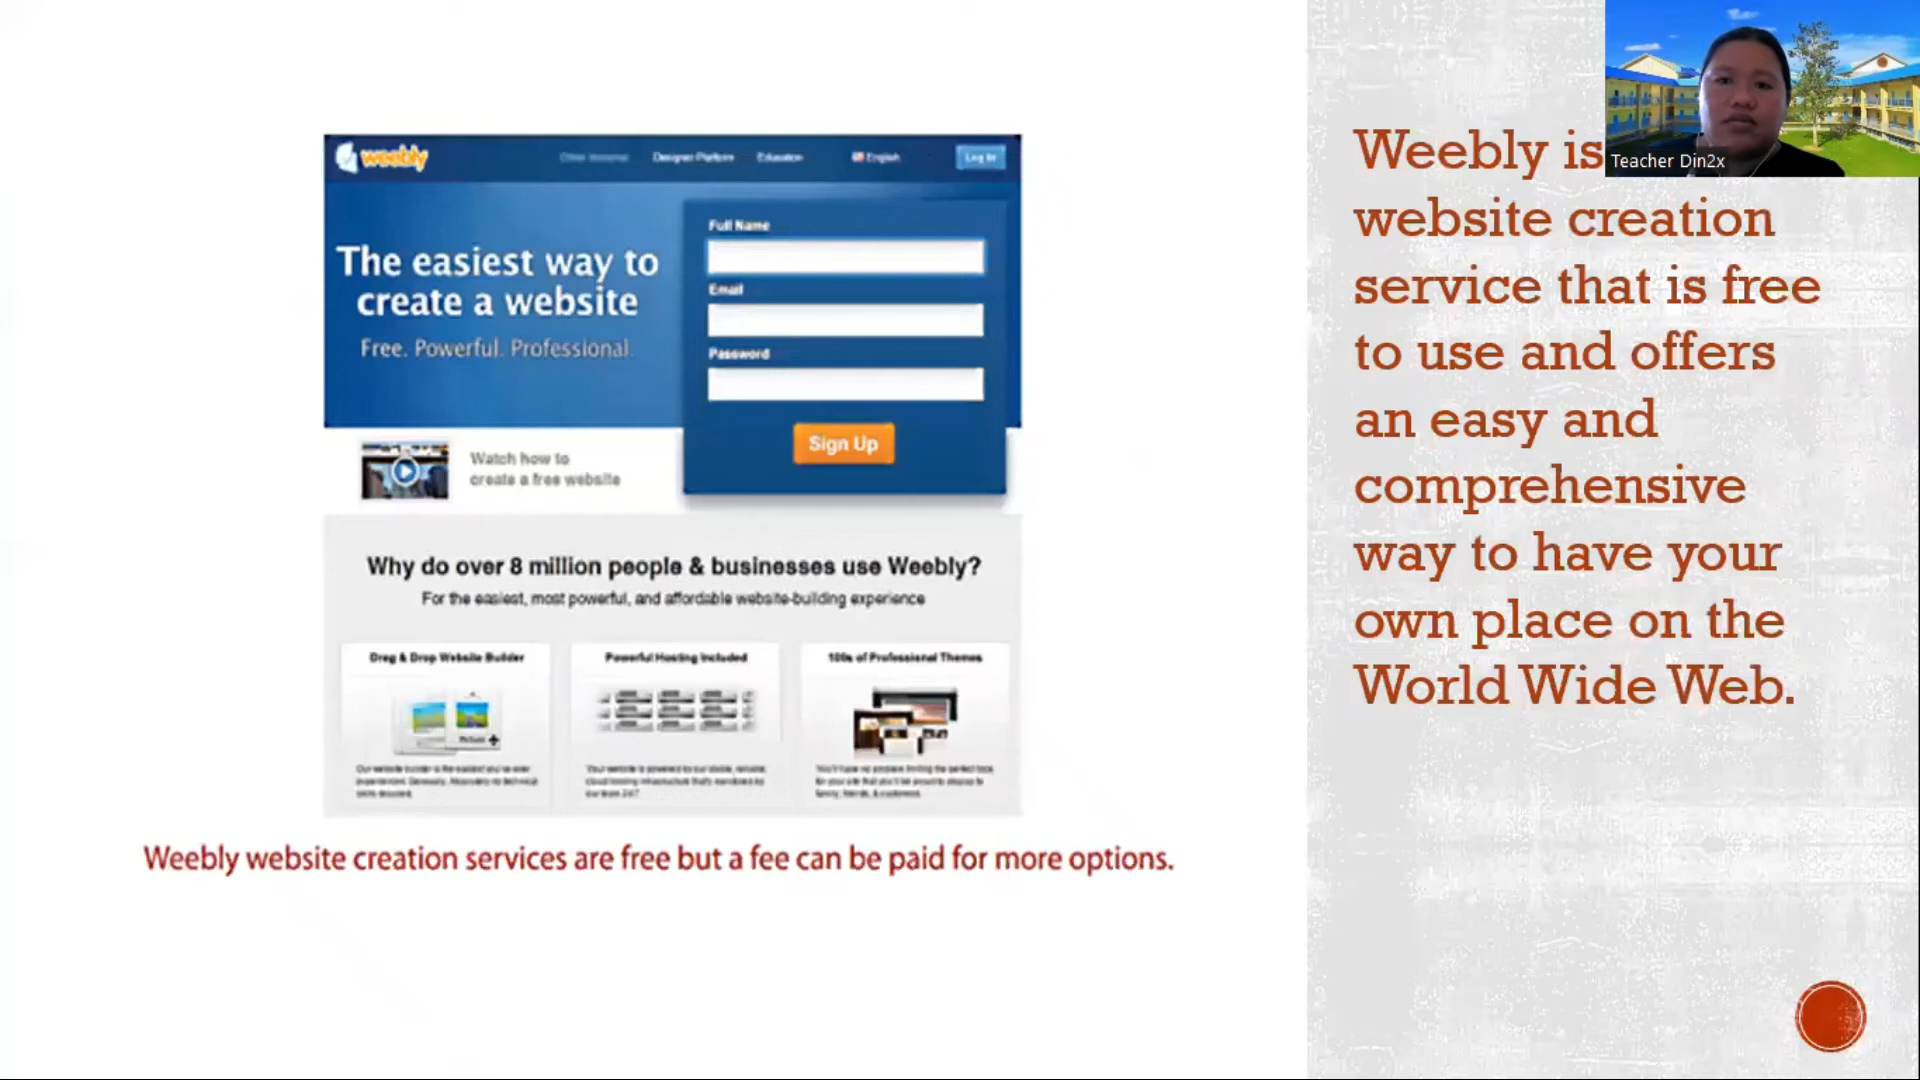 weebly
Designer Platform
Education
English
Log In
The easiest way to
create a website
Free. Powerful. Professional.
Full Name
Email
Password
Sign Up
Watch how to
create a free website
Why do over 8 million people & businesses use Weebly?
For the easiest, most powerful, and affordable website-building experience
Drag & Drop Website Builder
Powerful Hosting Included
100s of Professional Themes
Weebly website creation services are free but a fee can be paid for more options.
Teacher Din2x
Weebly is
website creation
service that is free
to use and offers
an easy and
comprehensive
way to have your
own place on the
World Wide Web.